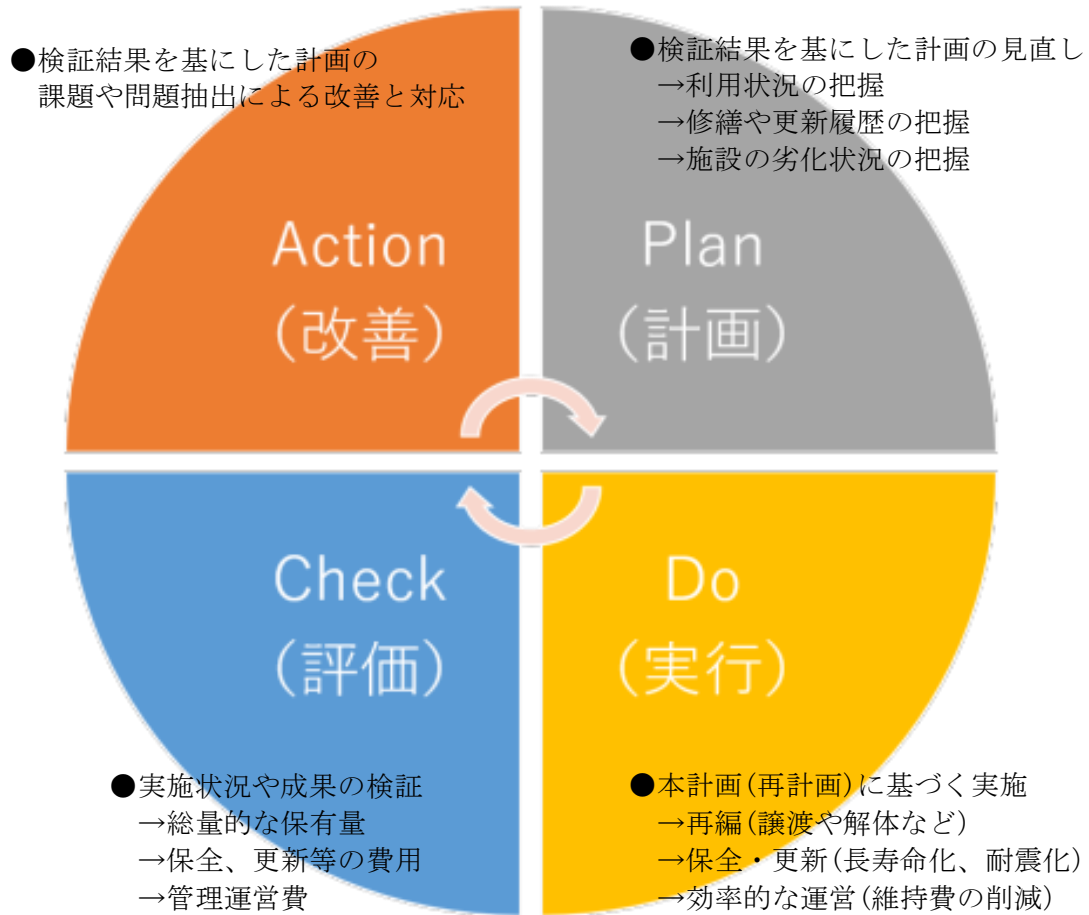 ●検証結果を基にした計画の
課題や問題抽出による改善と対応
●検証結果を基にした計画の見直し
→利用状況の把握
→修繕や更新履歴の把握
→施設の劣化状況の把握
Action
（改善）
Plan
（計画）
Check
（評価）
Do
（実行）
●実施状況や成果の検証
→総量的な保有量
→保全、更新等の費用
→管理運営費
●本計画(再計画)に基づく実施
→再編(譲渡や解体など)
→保全・更新(長寿命化、耐震化)
→効率的な運営(維持費の削減)